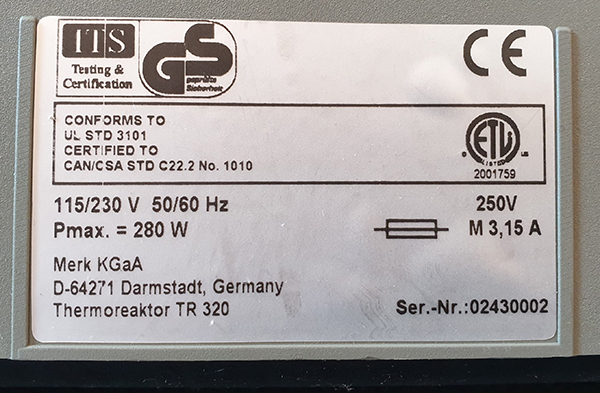 ITS
Testing &
Certification
GS
geprüfte
Sicherheit
CE
CONFORMS TO
UL STD 3101
CERTIFIED TO
CAN/CSA STD C22.2 No. 1010
ETL
LISTED
2001759
115/230 V 50/60 Hz
Pmax. = 280 W
250V
M 3,15 A
Merk KGaA
D-64271 Darmstadt, Germany
Thermoreaktor TR 320
Ser.-Nr.:02430002